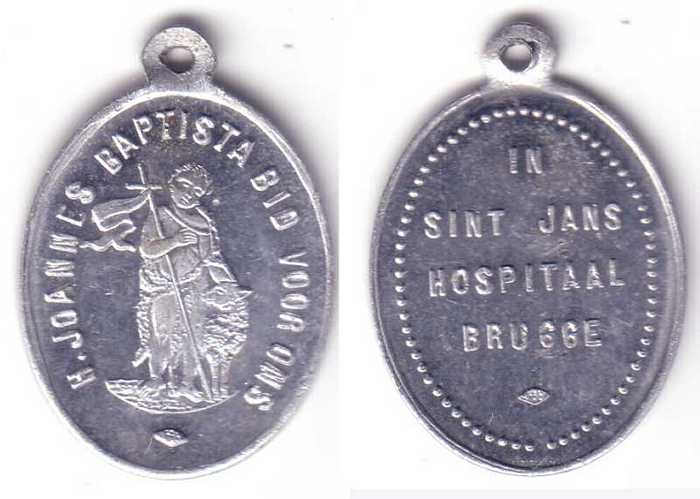 H. JOANNES BAPTISTA BID VOOR ONS
IN
SINT JANS
HOSPITAAL
BRUGGE